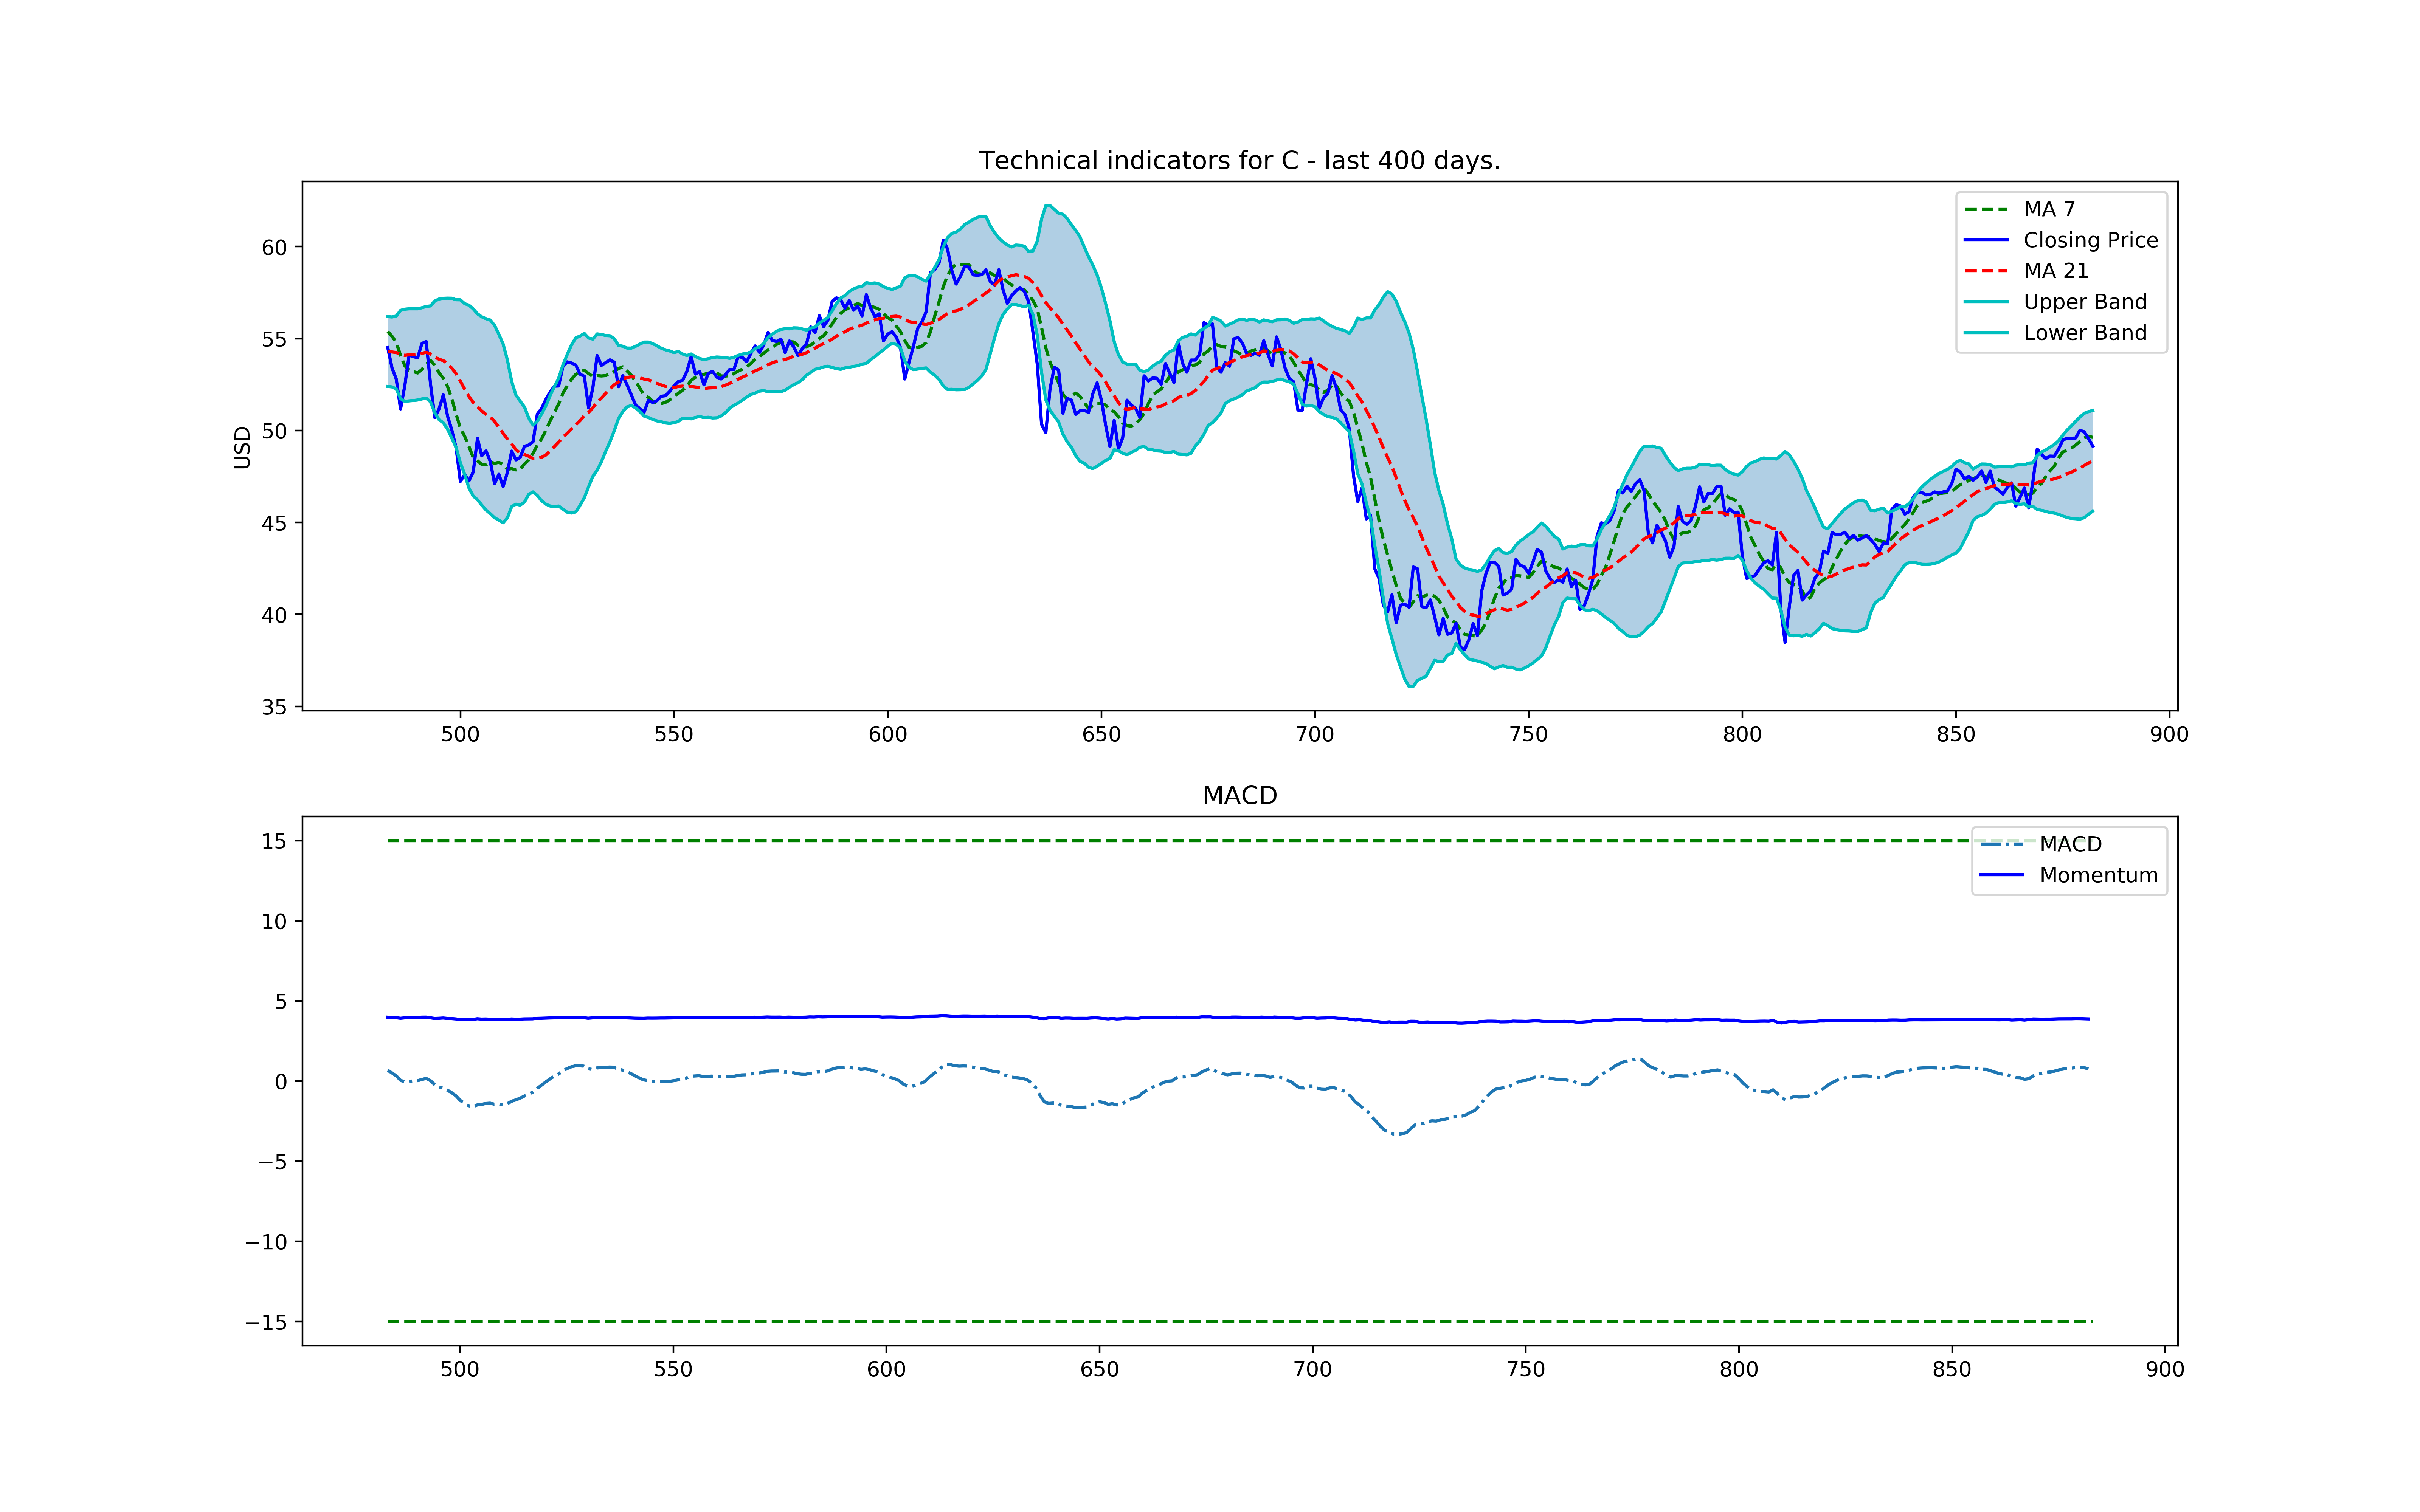 Technical indicators for C - last 400 days.
USD
60
55
50
45
40
35
MA 7
Closing Price
MA 21
Upper Band
Lower Band
500 550 600 650 700 750 800 850 900
MACD
15
10
5
0
−5
−10
−15
MACD
Momentum
500 550 600 650 700 750 800 850 900